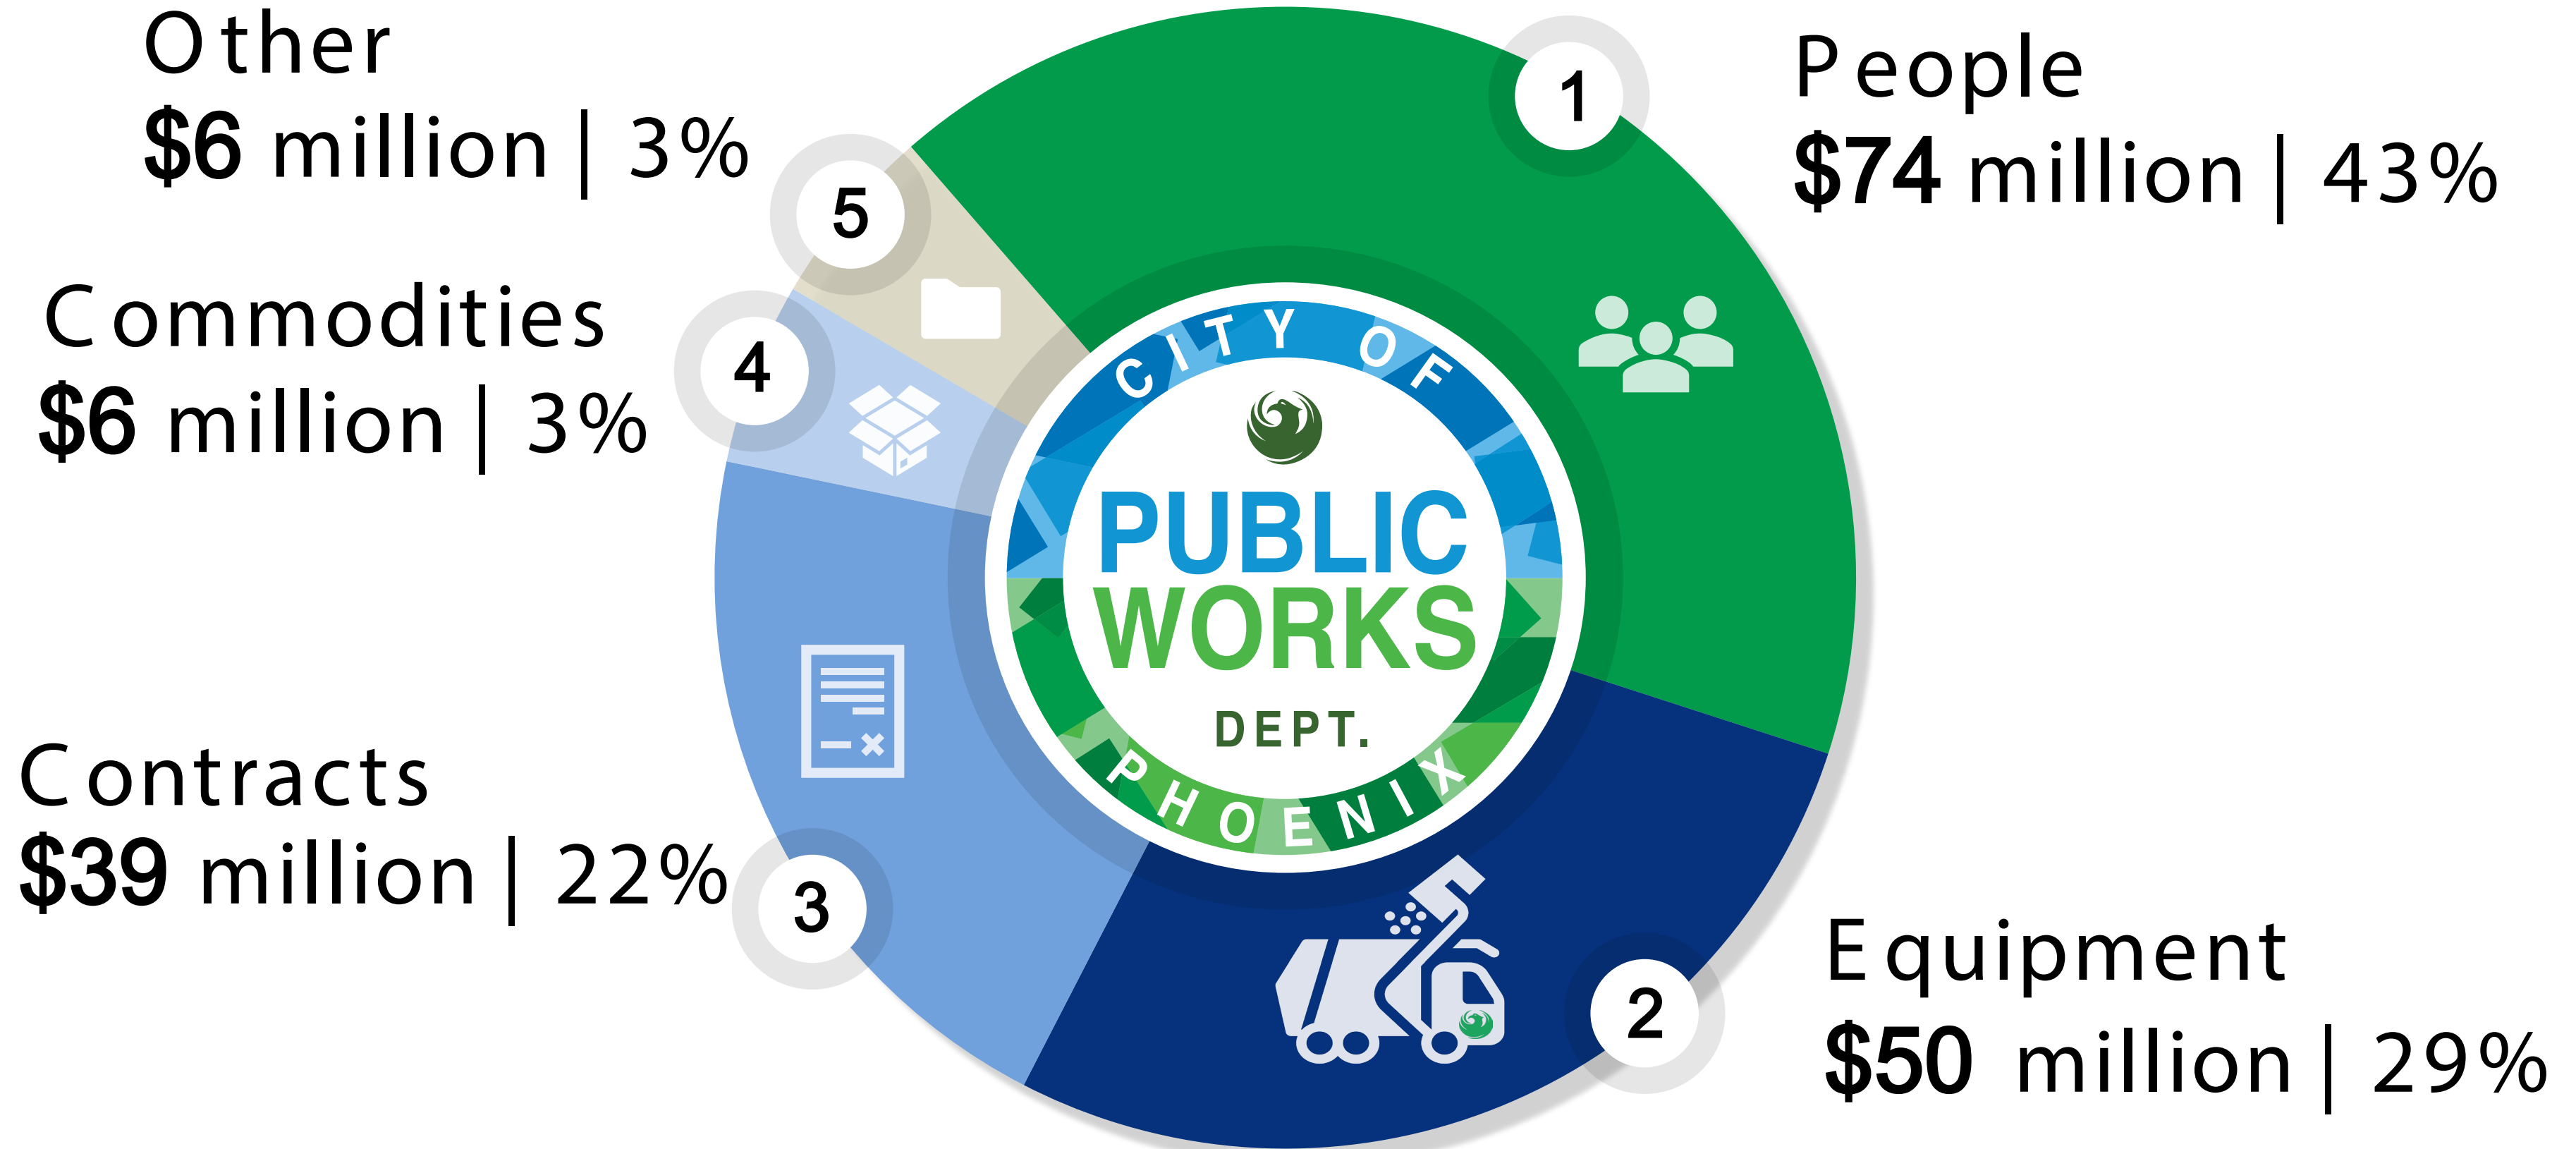 Other
$6 million | 3%
Commodities
$6 million | 3%
Contracts
$39 million | 22%
People
$74 million | 43%
Equipment
$50 million | 29%
1
2
3
4
5
CITY OF
PUBLIC
WORKS
DEPT.
PHOENIX